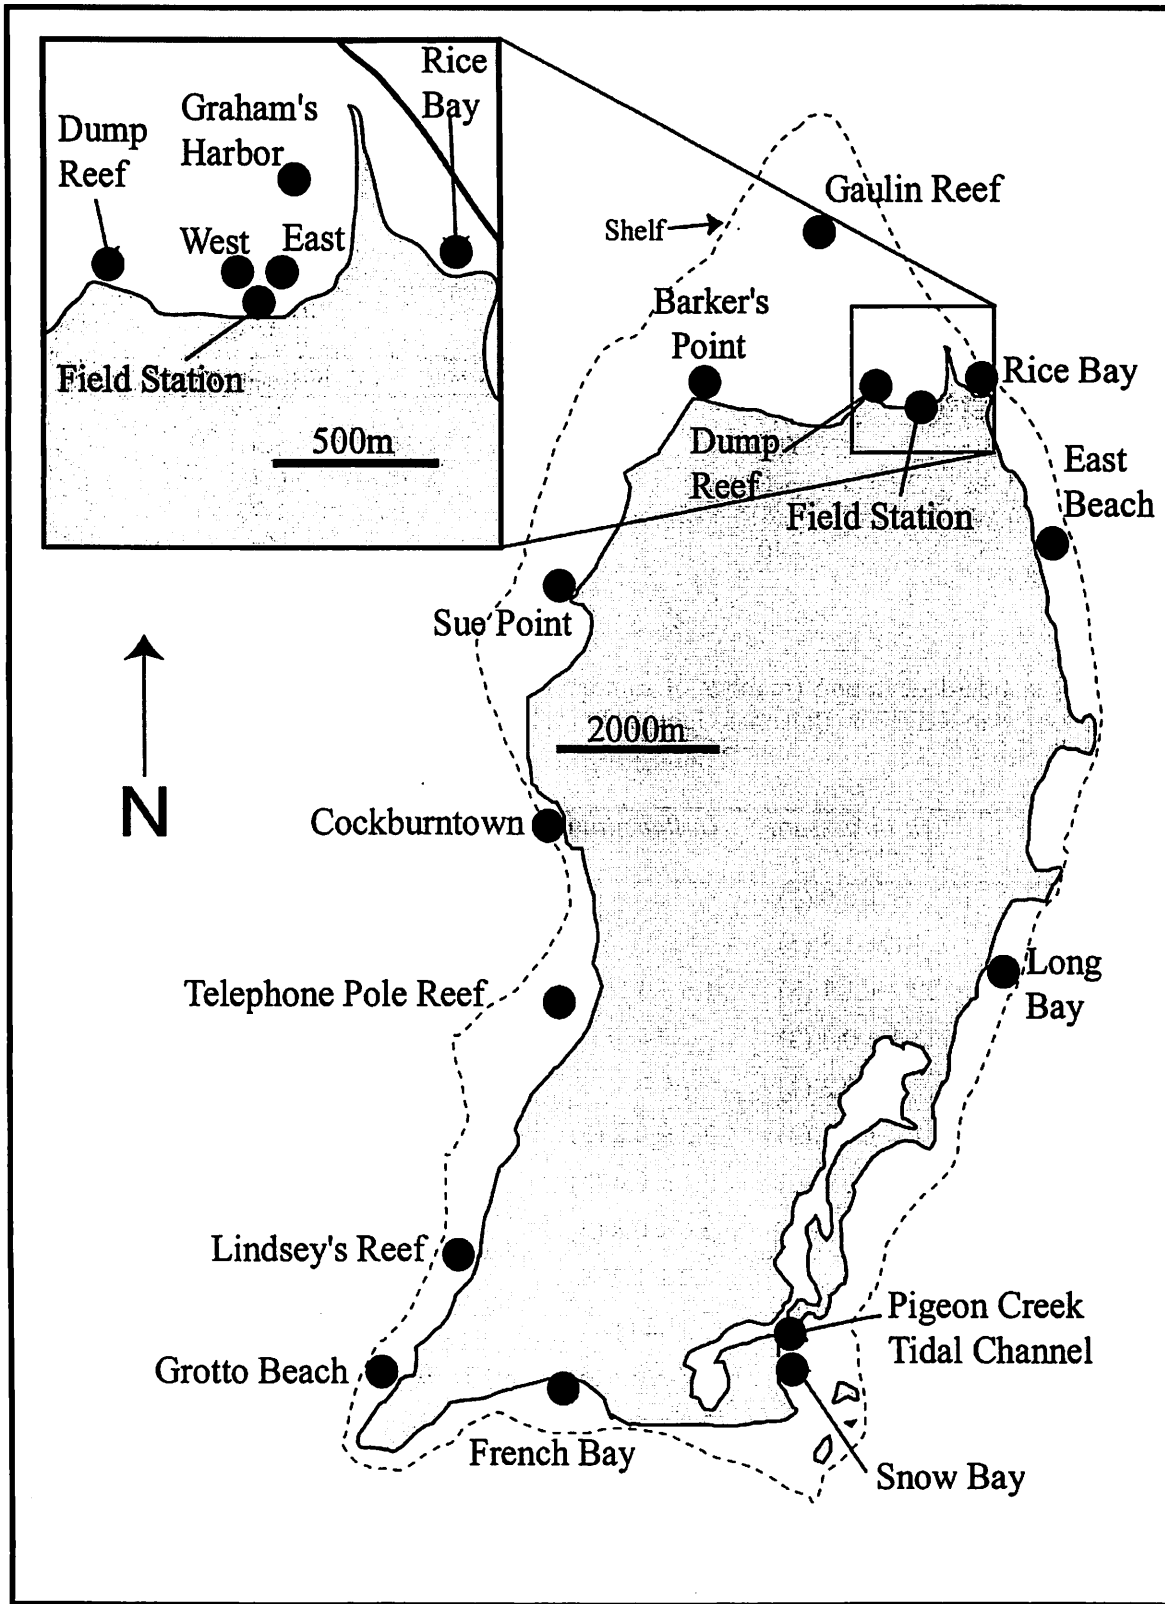 Rice
Bay
Graham's
Harbor
Dump
Reef
West
East
Field Station
500m
Gaulin Reef
Shelf
Barker's
Point
Rice Bay
Dump
Reef
East
Beach
Field Station
Sue Point
2000m
N
Cockburntown
Telephone Pole Reef
Long
Bay
Lindsey's Reef
Pigeon Creek
Tidal Channel
Grotto Beach
French Bay
Snow Bay